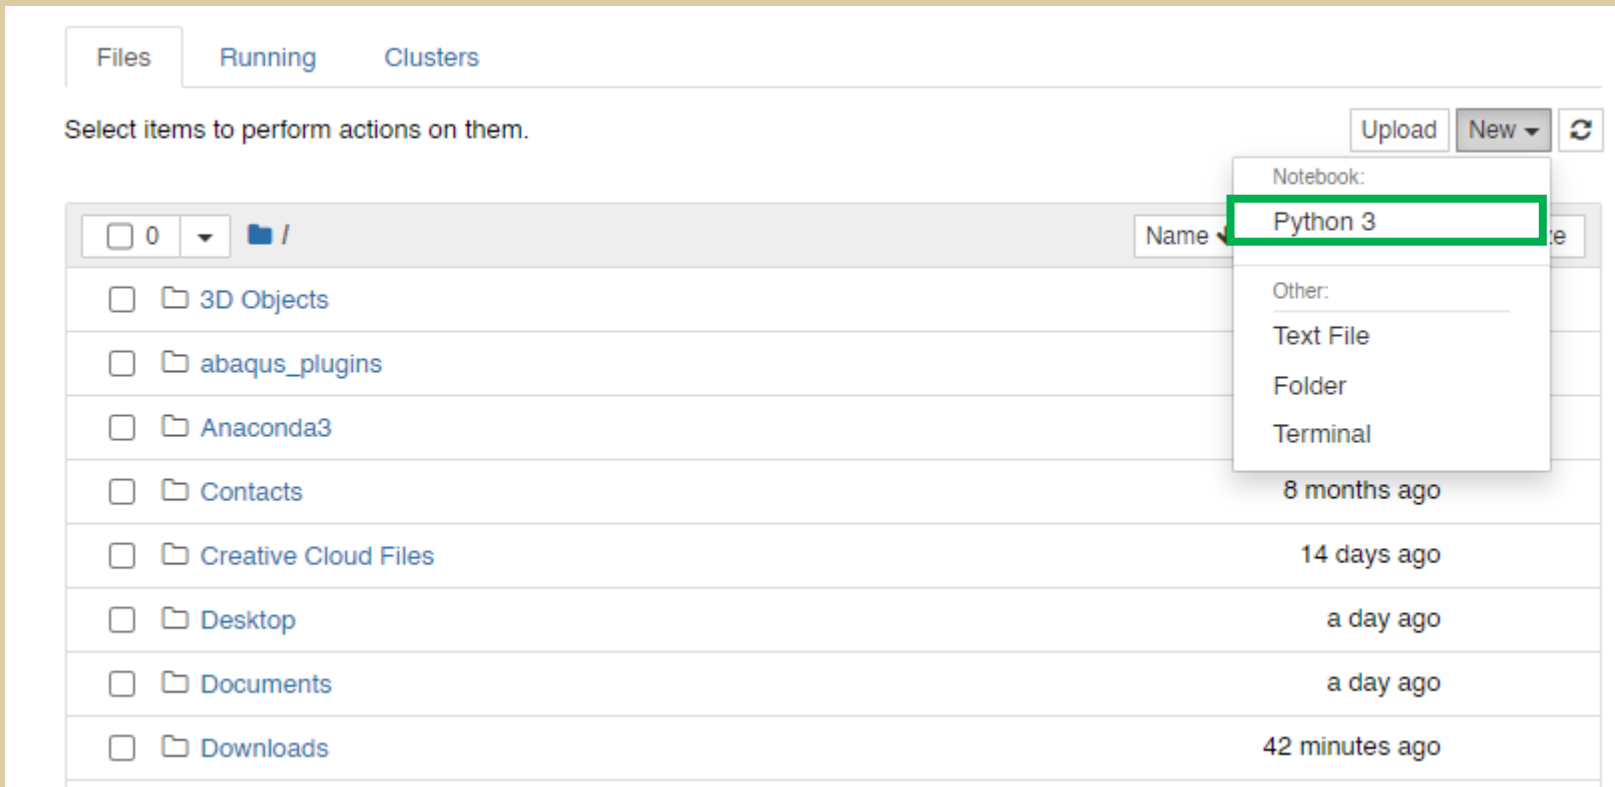 Files Running Clusters
Select items to perform actions on them.
Upload New
Notebook:
Python 3
0 / Name
Other:
Text File
Folder
Terminal
3D Objects
abaqus_plugins
Anaconda3
Contacts 8 months ago
Creative Cloud Files 14 days ago
Desktop a day ago
Documents a day ago
Downloads 42 minutes ago